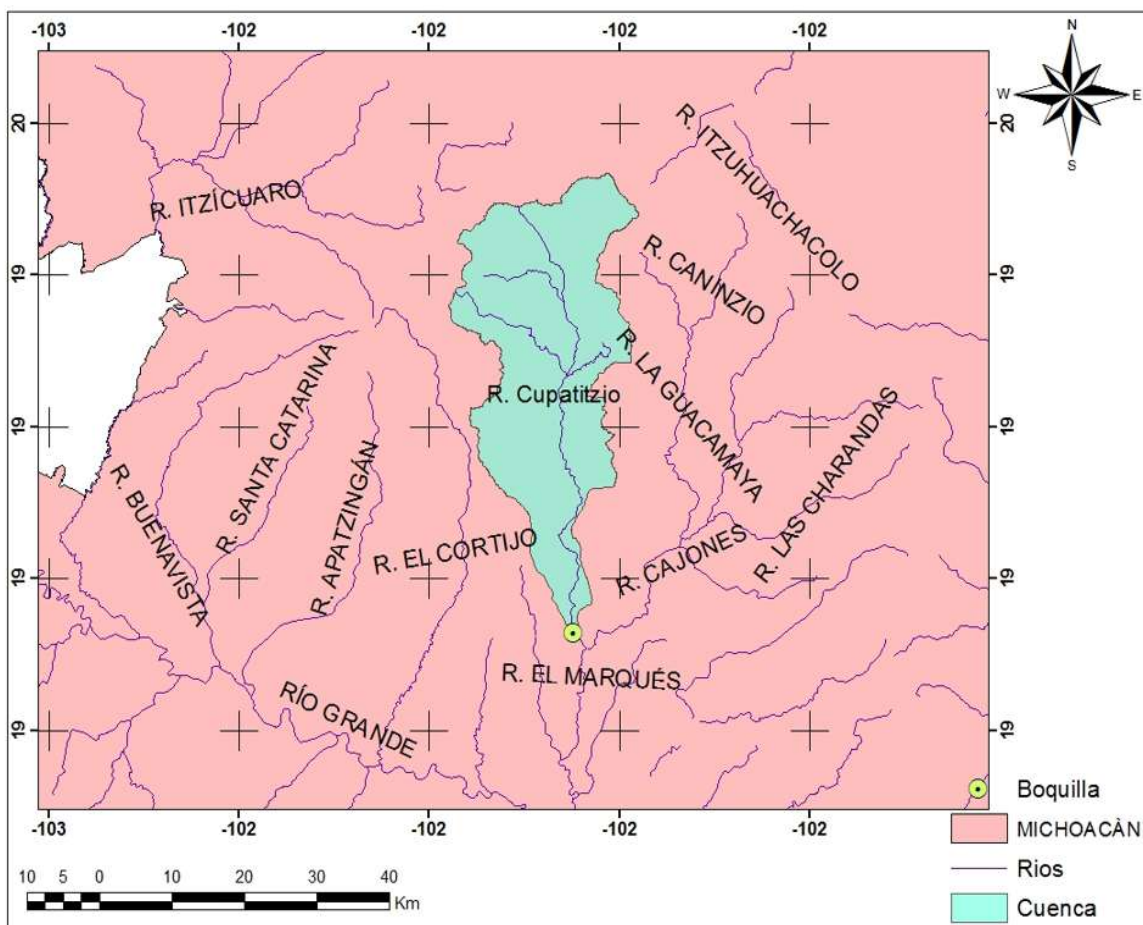 -103 -102 -102 -102 -102
N
W E
S
20 20
R. ITZUHUACHACOLO
R. ITZÍCUARO
R. CANINZIO
19 19
R. LA GUACAMAYA
R. SANTA CATARINA
R. Cupatitzio
19 19
R. LAS CHARANDAS
R. APATZINGÁN
R. BUENAVISTA
R. EL CORTIJO
R. CAJONES
19 19
R. EL MARQUÉS
RÍO GRANDE
19 19
Boquilla
-103 -102 -102 -102 -102
MICHOACÀN
Rios
10 5 0 10 20 30 40
Km
Cuenca